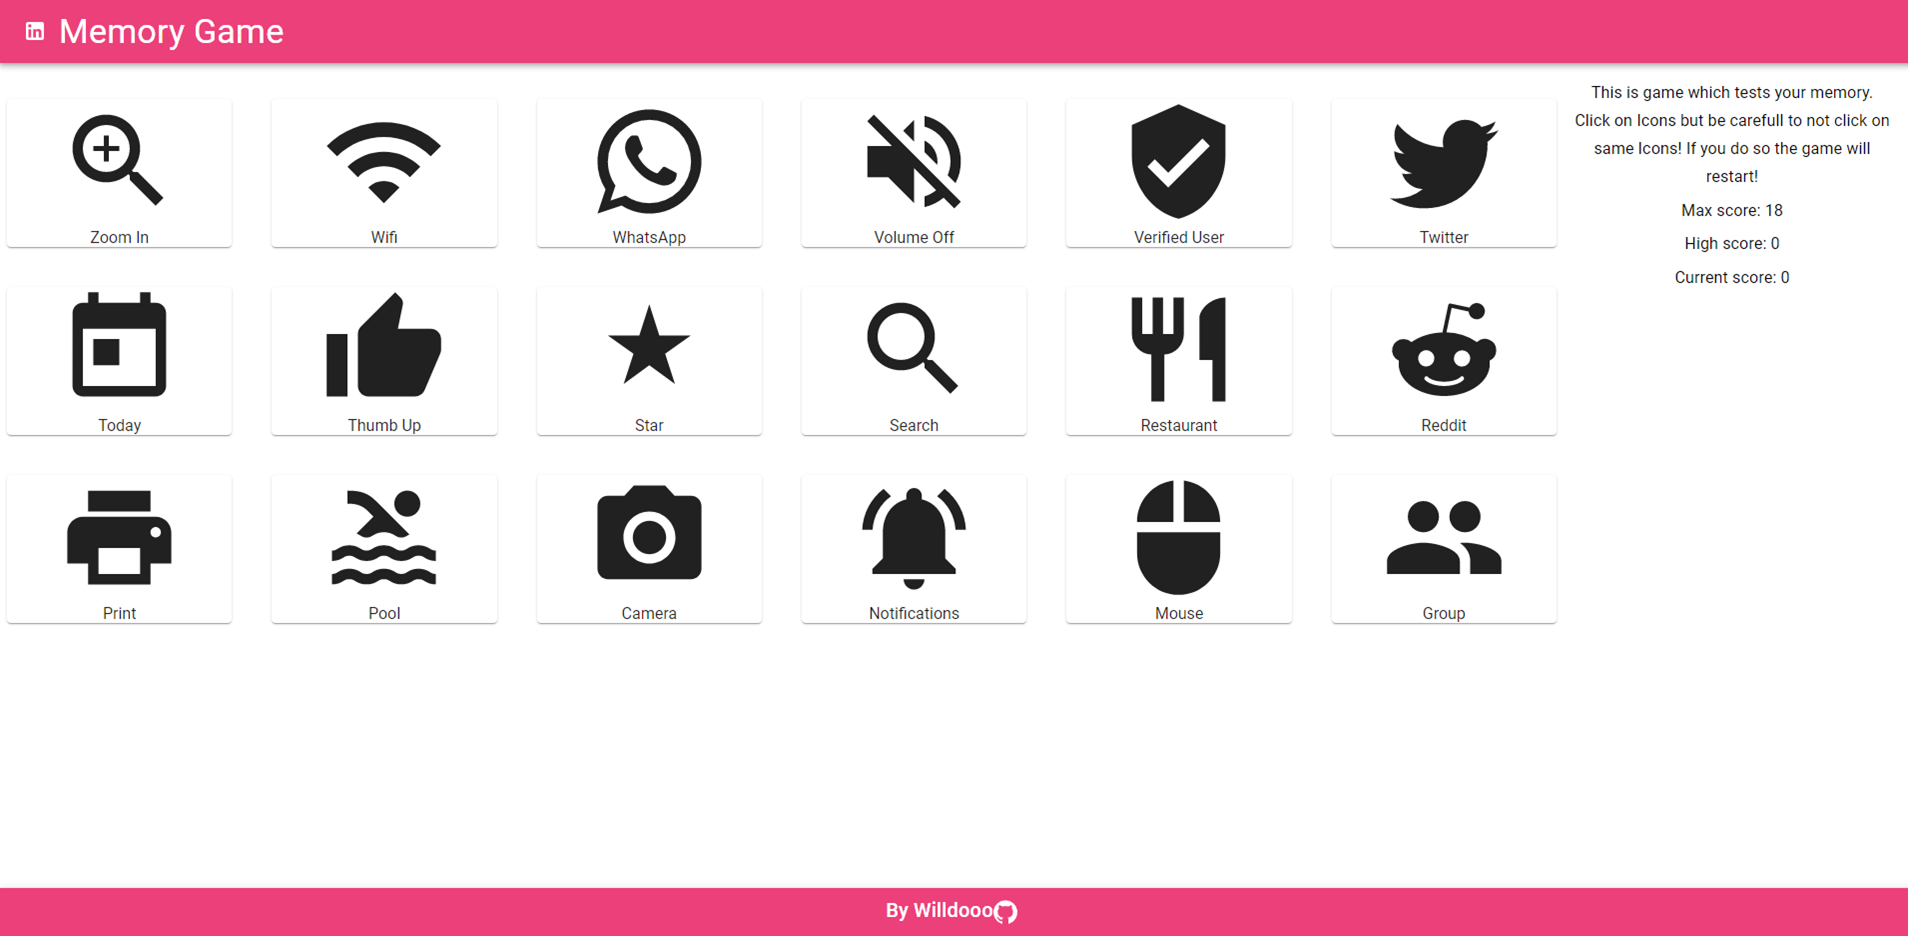 Memory Game
Zoom In
Wifi
WhatsApp
Volume Off
Verified User
Twitter
Today
Thumb Up
Star
Search
Restaurant
Reddit
Print
Pool
Camera
Notifications
Mouse
Group
This is game which tests your memory.
Click on Icons but be carefull to not click on
same Icons! If you do so the game will
restart!
Max score: 18
High score: 0
Current score: 0
By Willdooo